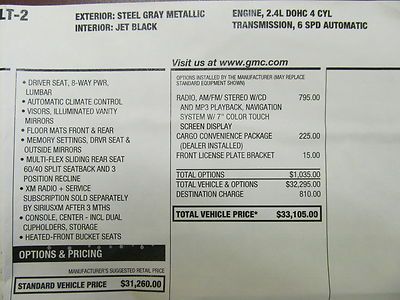 LT-2
EXTERIOR: STEEL GRAY METALLIC
INTERIOR: JET BLACK
ENGINE, 2.4L DOHC 4 CYL
TRANSMISSION, 6 SPD AUTOMATIC
Visit us at www.gmc.com
• DRIVER SEAT, 8-WAY PWR,
LUMBAR
• AUTOMATIC CLIMATE CONTROL
• VISORS, ILLUMINATED VANITY
MIRRORS
• FLOOR MATS FRONT & REAR
• MEMORY SETTINGS, DRVR SEAT &
OUTSIDE MIRRORS
• MULTI-FLEX SLIDING REAR SEAT
60/40 SPLIT SEATBACK AND 3
POSITION RECLINE
• XM RADIO + SERVICE
SUBSCRIPTION SOLD SEPARATELY
BY SIRIUSXM AFTER 3 MTHS
• CONSOLE, CENTER - INCL DUAL
CUPHOLDERS, STORAGE
• HEATED-FRONT BUCKET SEATS
OPTIONS & PRICING
MANUFACTURER'S SUGGESTED RETAIL PRICE
STANDARD VEHICLE PRICE $31,260.00
OPTIONS INSTALLED BY THE MANUFACTURER (MAY REPLACE
STANDARD EQUIPMENT SHOWN)
RADIO, AM/FM/ STEREO W/CD 795.00
AND MP3 PLAYBACK, NAVIGATION
SYSTEM W/ 7" COLOR TOUCH
SCREEN DISPLAY
CARGO CONVENIENCE PACKAGE 225.00
(DEALER INSTALLED)
FRONT LICENSE PLATE BRACKET 15.00
TOTAL OPTIONS $1,035.00
TOTAL VEHICLE & OPTIONS $32,295.00
DESTINATION CHARGE 810.00
TOTAL VEHICLE PRICE* $33,105.00